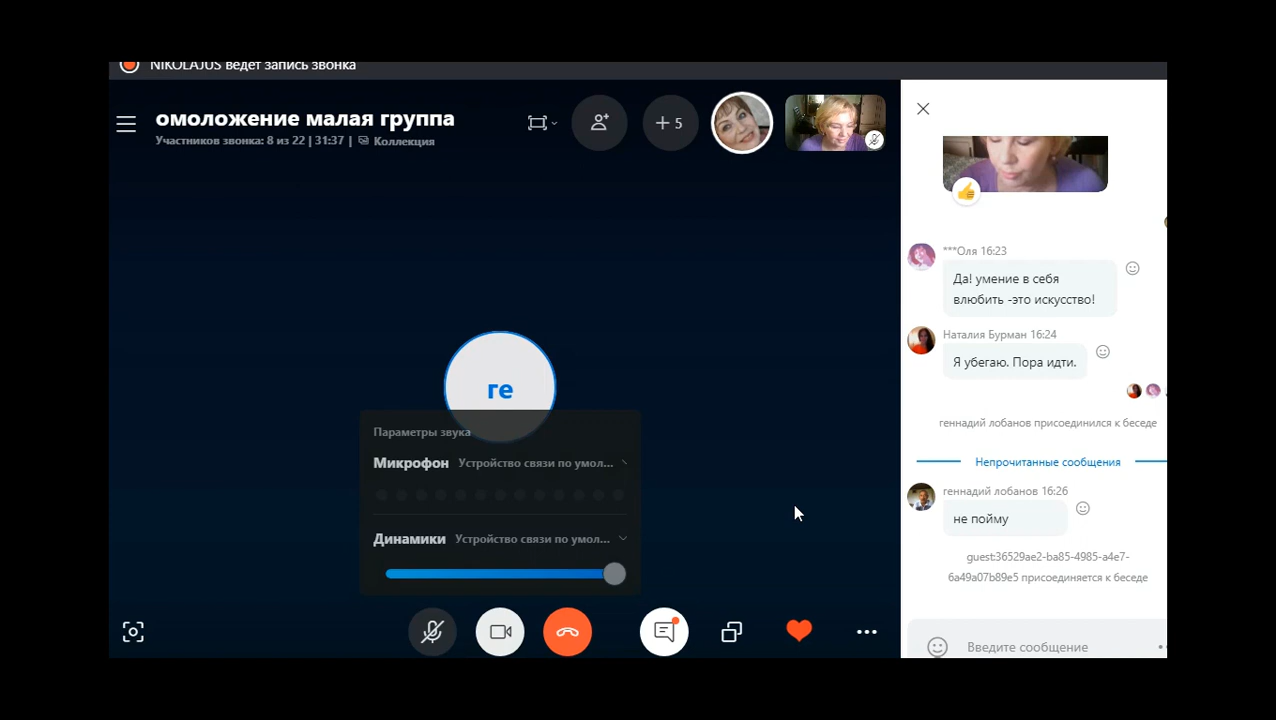 NIKOLAJUS ведет запись звонка
омоложение малая группа
Участников звонка: 8 из 22 | 31:37 | Коллекция
+ 5
***Оля 16:23
Да! умение в себя
влюбить -это искусство!
Наталия Бурман 16:24
Я убегаю. Пора идти.
геннадий лобанов присоединился к беседе
Непрочитанные сообщения
геннадий лобанов 16:26
не пойму
guest:36529ae2-ba85-4985-a4e7-
6a49a07b89e5 присоединяется к беседе
Введите сообщение
ге
Параметры звука
Микрофон Устройство связи по умол...
Динамики Устройство связи по умол...